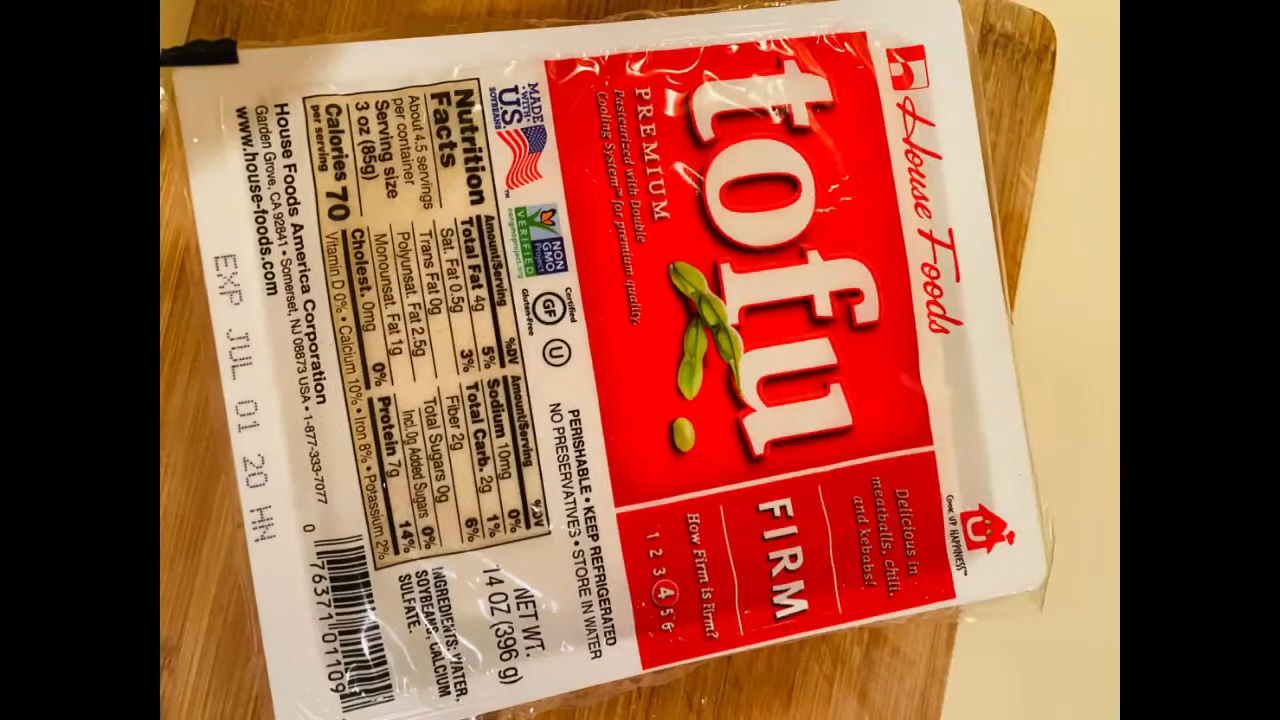 House Foods
COOK UP HAPPINESS™
tofu
PREMIUM
Pasteurized with Double
Cooling System™ for premium quality.
Delicious in
meatballs, chili,
and kebabs!
FIRM
How Firm is Firm?
1 2 3 4 5 6
MADE
WITH
U.S.
SOYBEANS
TM
NON
GMO
Project
VERIFIED
nongmoproject.org
Certified
GF
Gluten-Free
U
PERISHABLE • KEEP REFRIGERATED
NO PRESERVATIVES • STORE IN WATER
Nutrition
Facts
About 4.5 servings
per container
Serving size
3 oz (85g)
Calories 70
per serving
Amount/Serving %DV
Total Fat 4g 5%
Sat. Fat 0.5g 3%
Trans Fat 0g
Polyunsat. Fat 2.5g
Monounsat. Fat 1g
Cholest. 0mg 0%
Amount/Serving %DV
Sodium 10mg 0%
Total Carb. 2g 1%
Fiber 2g 6%
Total Sugars 0g
Incl. 0g Added Sugars 0%
Protein 7g 14%
Vitamin D 0% • Calcium 10% • Iron 8% • Potassium 2%
NET WT.
14 OZ (396 g)
INGREDIENTS: WATER,
SOYBEANS, CALCIUM
SULFATE.
House Foods America Corporation
Garden Grove, CA 92841 • Somerset, NJ 08873 USA • 1-877-333-7077
www.house-foods.com
0 76371 01109
EXP JUL 01 20 HN